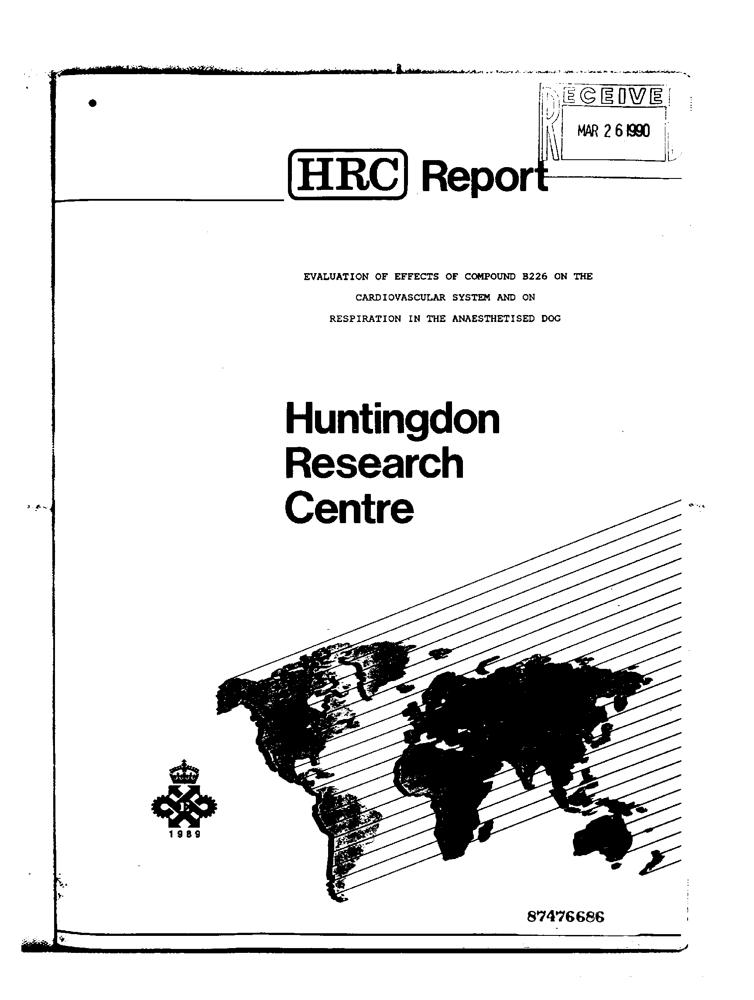 RECEIVE
MAR 26 1990
HRC Report
EVALUATION OF EFFECTS OF COMPOUND B226 ON THE
CARDIOVASCULAR SYSTEM AND ON
RESPIRATION IN THE ANAESTHETISED DOG
Huntingdon
Research
Centre
E
1989
87476686